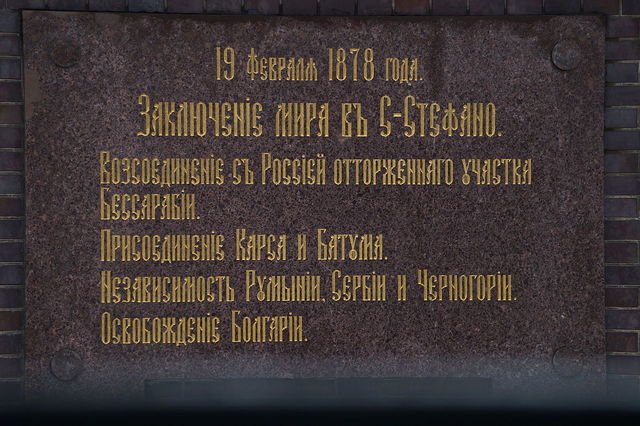 19 Февраля 1878 года.
Заключеніе мира въ С-Стефано.
Возсоединеніе съ Россіей отторженнаго участка
Бессарабіи.
Присоединеніе Карса и Батума.
Независимость Румыніи, Сербіи и Черногоріи.
Освобожденіе Болгаріи.